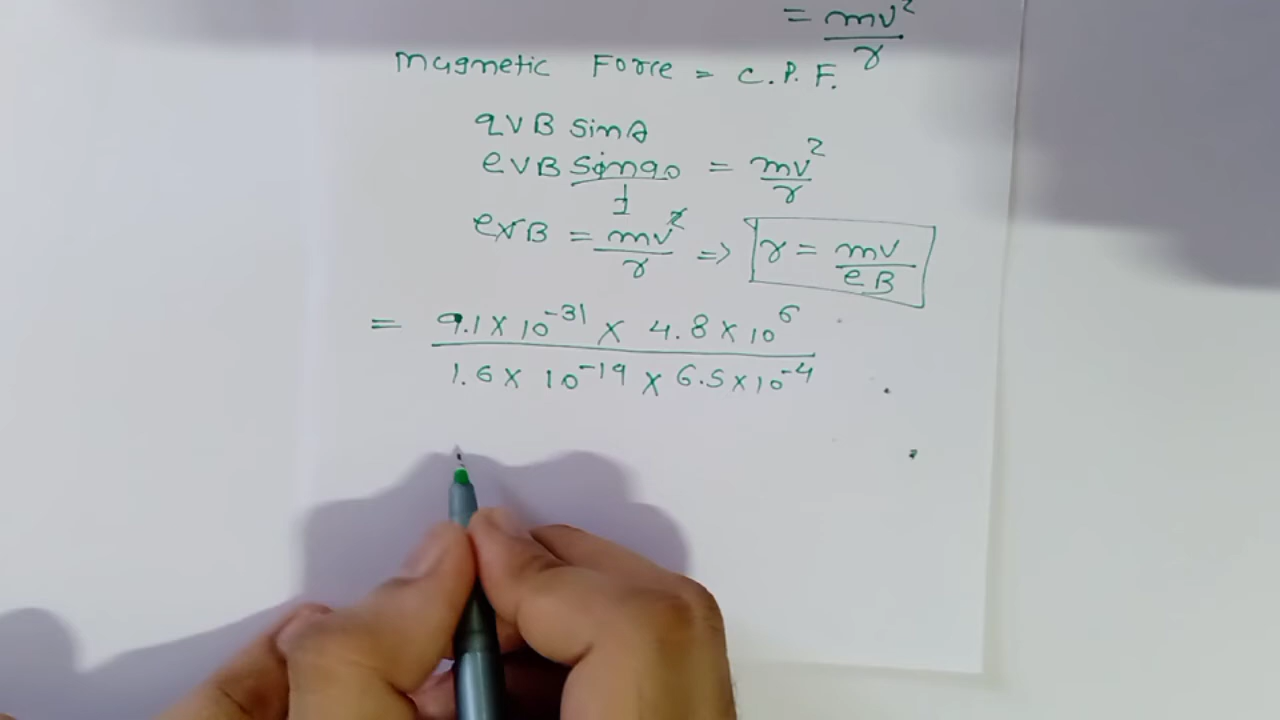 = mv² / r
Magnetic Force = C.P.F.
qVB sinθ
eVB sin90 = mv² / r
1
evB = mv² / r => r = mv / eB
= 9.1 × 10⁻³¹ × 4.8 × 10⁶ / 1.6 × 10⁻¹⁹ × 6.5 × 10⁻⁴